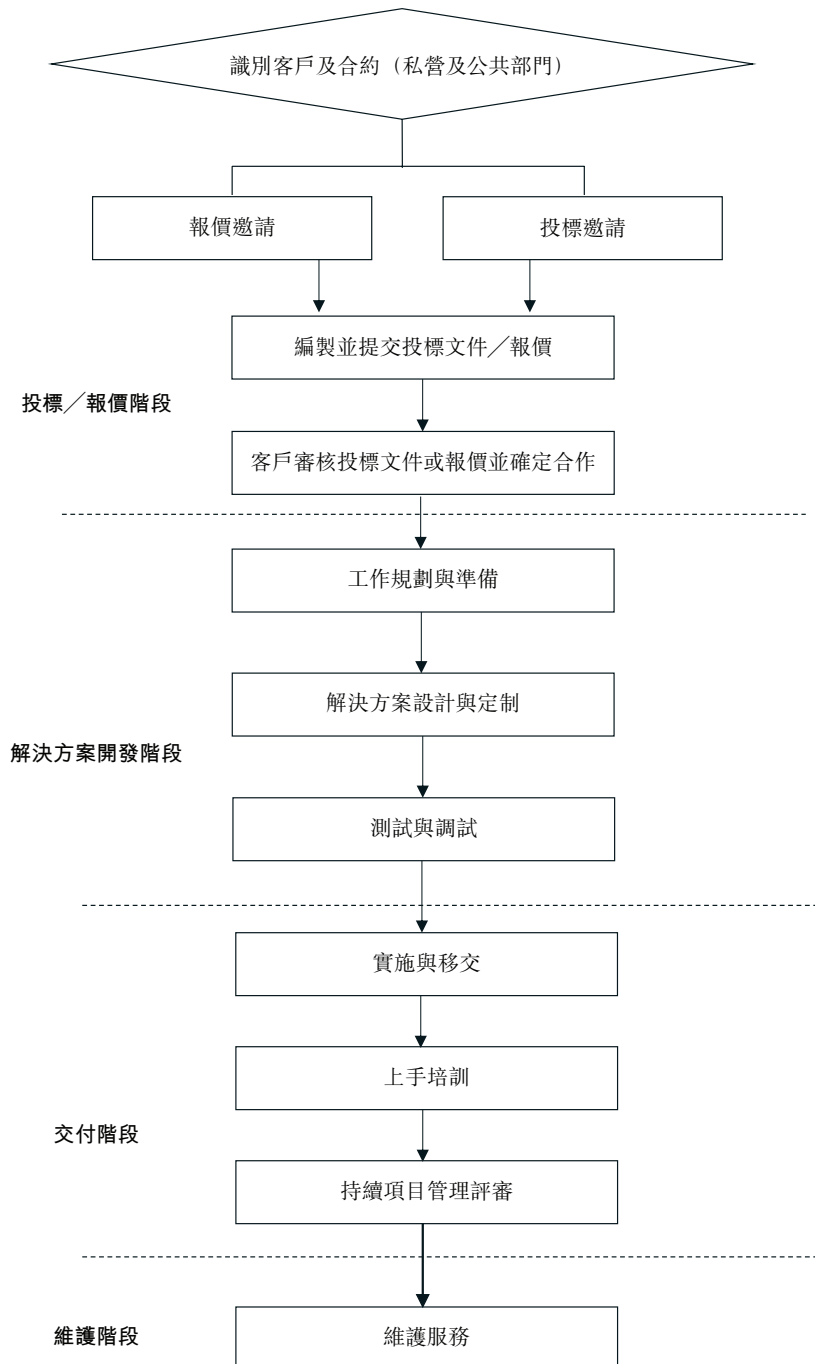 識別客戶及合約（私營及公共部門）
報價邀請
投標邀請
編製並提交投標文件／報價
投標／報價階段
客戶審核投標文件或報價並確定合作
工作規劃與準備
解決方案設計與定制
解決方案開發階段
測試與調試
實施與移交
上手培訓
交付階段
持續項目管理評審
維護階段
維護服務